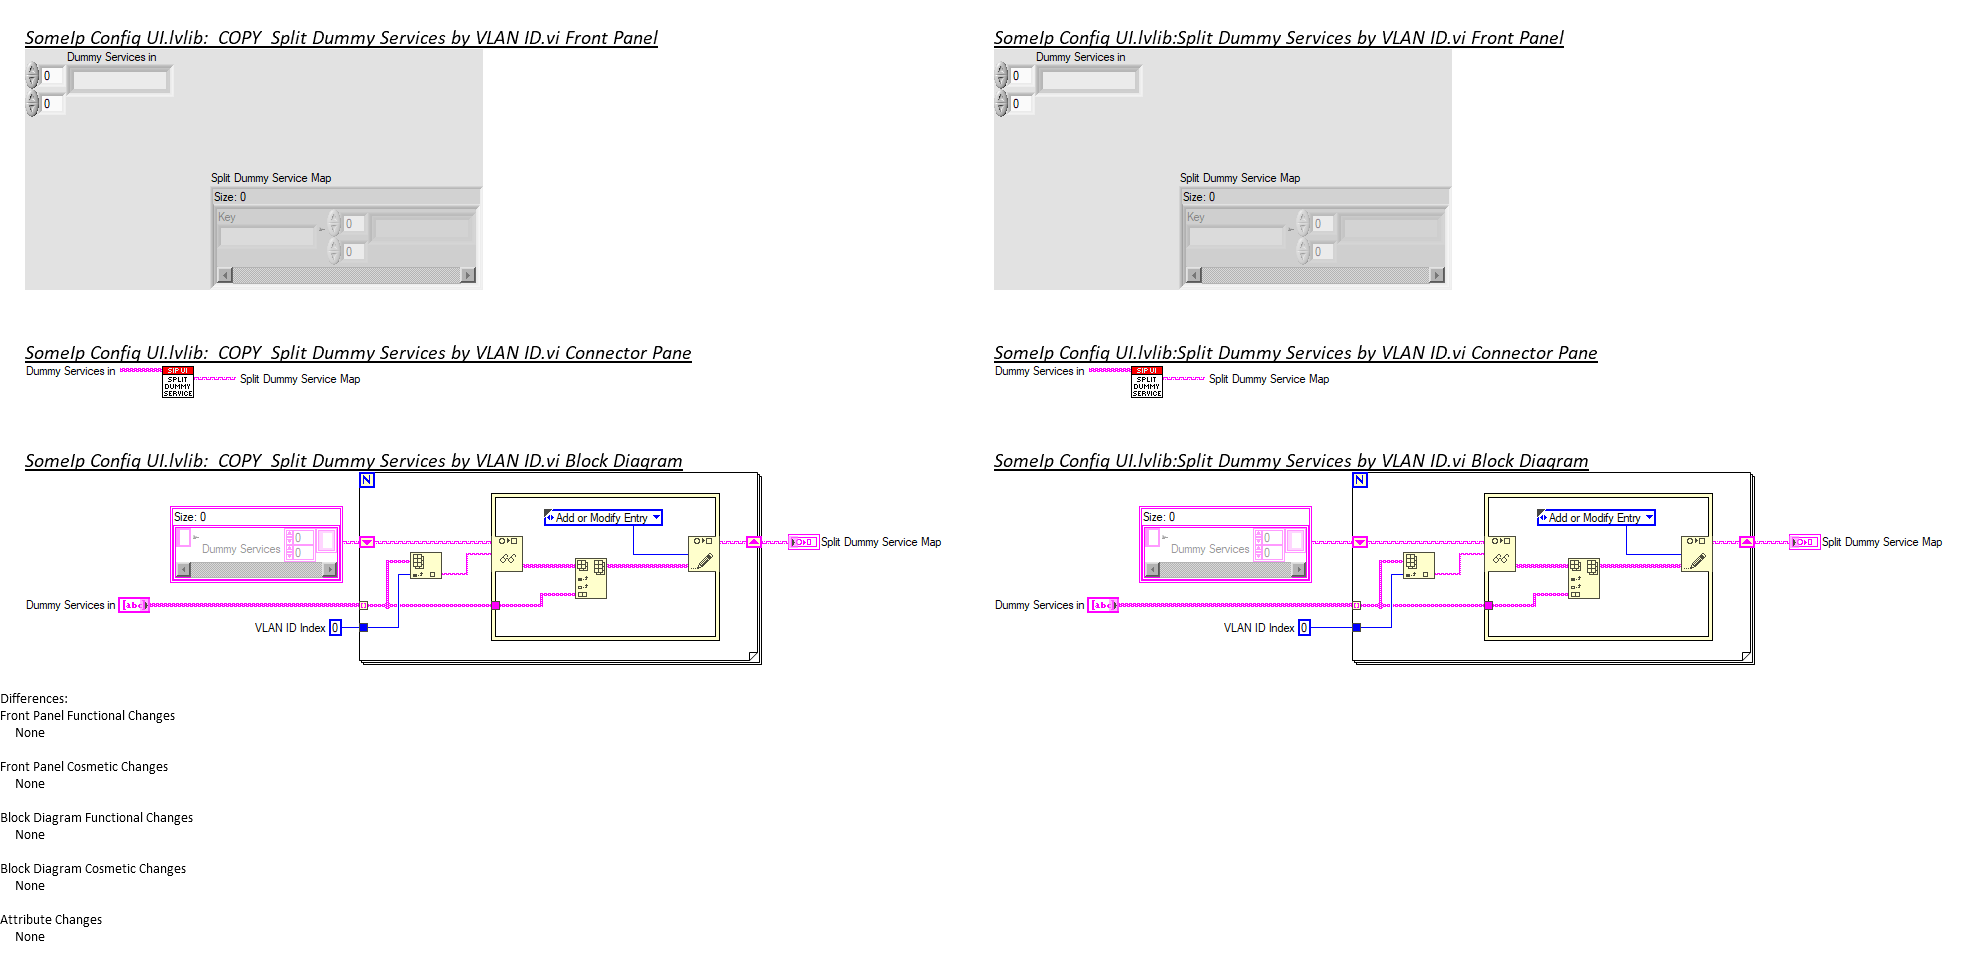 SomeIp Config UI.lvlib:  COPY  Split Dummy Services by VLAN ID.vi Front Panel
Dummy Services in
0
0
Split Dummy Service Map
Size: 0
Key
0
0
SomeIp Config UI.lvlib:  COPY  Split Dummy Services by VLAN ID.vi Connector Pane
Dummy Services in
SIP UI
SPLIT
DUMMY
SERVICE
Split Dummy Service Map
SomeIp Config UI.lvlib:  COPY  Split Dummy Services by VLAN ID.vi Block Diagram
N
Size: 0
Dummy Services
0
0
Add or Modify Entry
Split Dummy Service Map
Dummy Services in
abc
VLAN ID Index 0
SomeIp Config UI.lvlib:Split Dummy Services by VLAN ID.vi Front Panel
Dummy Services in
0
0
Split Dummy Service Map
Size: 0
Key
0
0
SomeIp Config UI.lvlib:Split Dummy Services by VLAN ID.vi Connector Pane
Dummy Services in
SIP UI
SPLIT
DUMMY
SERVICE
Split Dummy Service Map
SomeIp Config UI.lvlib:Split Dummy Services by VLAN ID.vi Block Diagram
N
Size: 0
Dummy Services
0
0
Add or Modify Entry
Split Dummy Service Map
Dummy Services in
abc
VLAN ID Index 0
Differences:
Front Panel Functional Changes
None
Front Panel Cosmetic Changes
None
Block Diagram Functional Changes
None
Block Diagram Cosmetic Changes
None
Attribute Changes
None